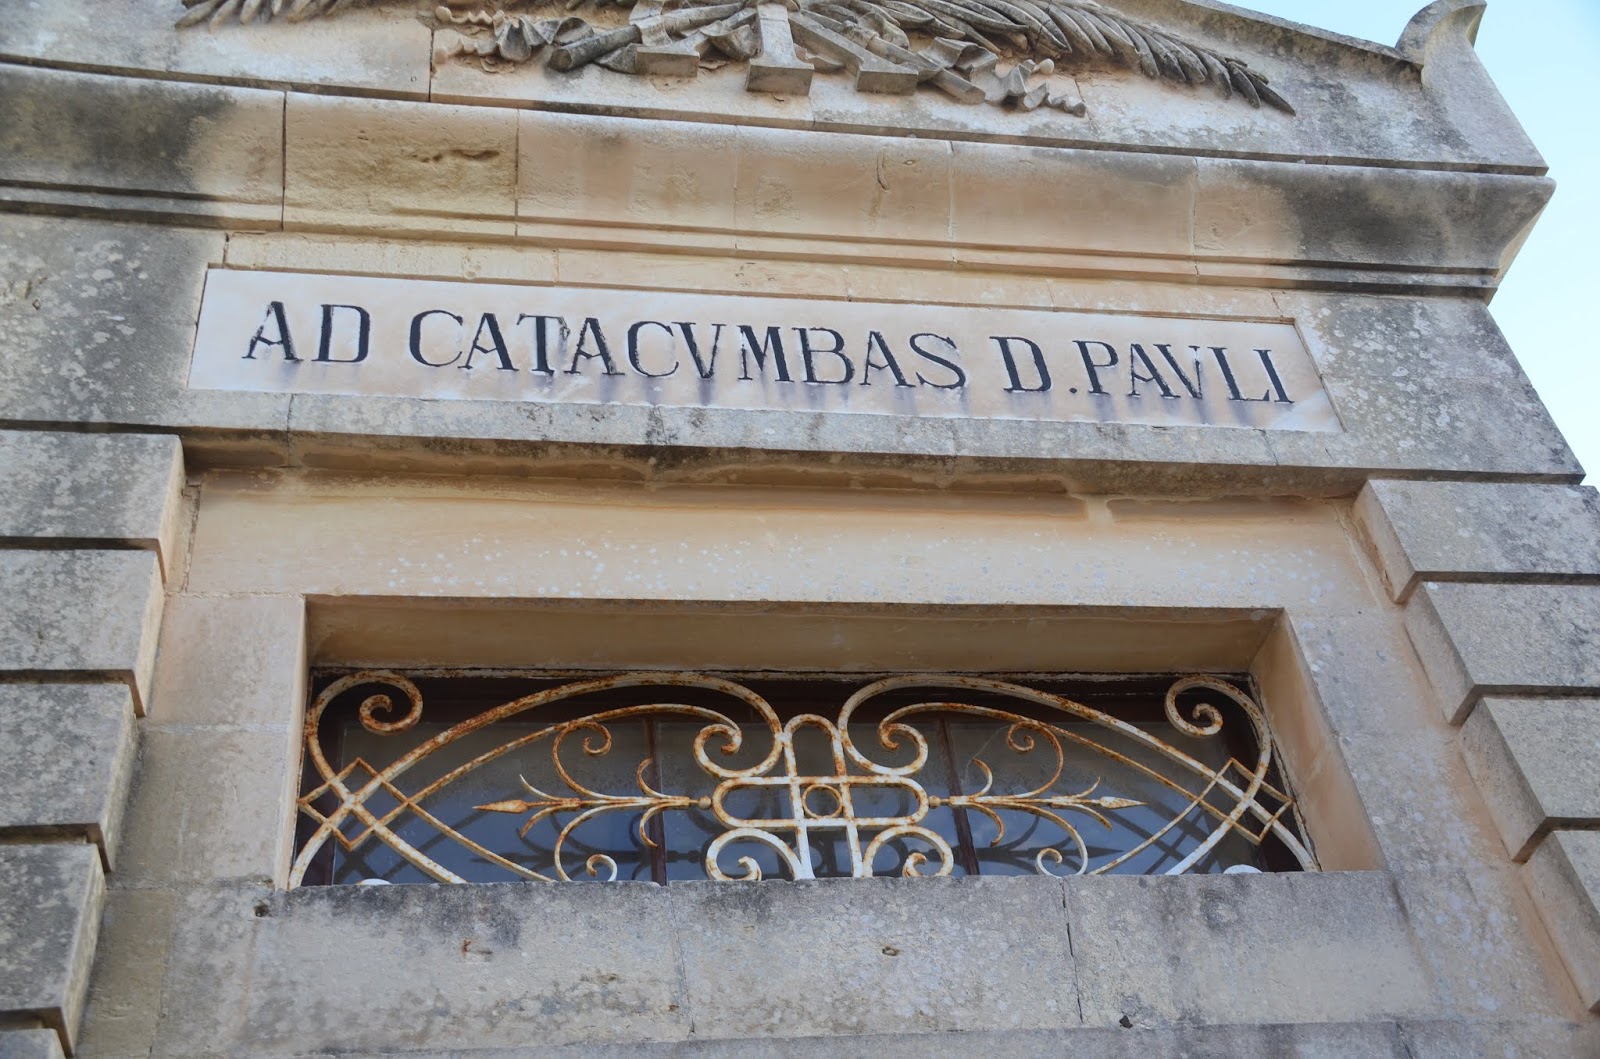 AD CATACVMBAS D. PAVLI